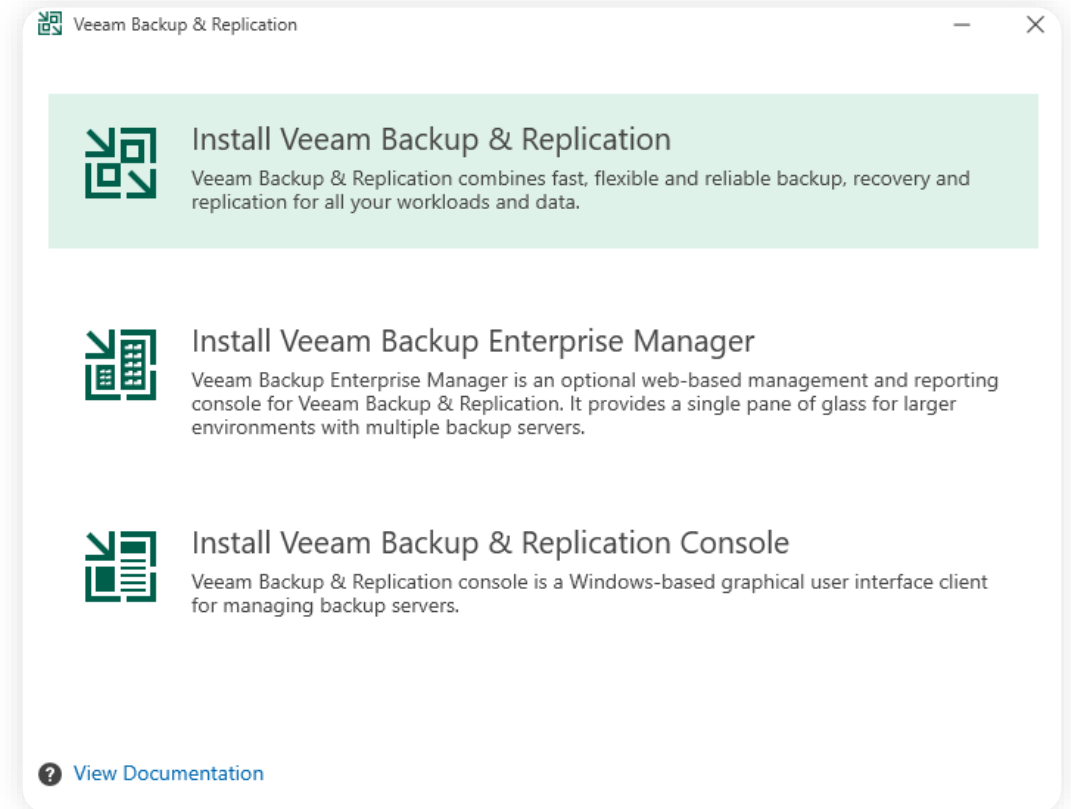 Veeam Backup & Replication
Install Veeam Backup & Replication
Veeam Backup & Replication combines fast, flexible and reliable backup, recovery and
replication for all your workloads and data.
Install Veeam Backup Enterprise Manager
Veeam Backup Enterprise Manager is an optional web-based management and reporting
console for Veeam Backup & Replication. It provides a single pane of glass for larger
environments with multiple backup servers.
Install Veeam Backup & Replication Console
Veeam Backup & Replication console is a Windows-based graphical user interface client
for managing backup servers.
? View Documentation